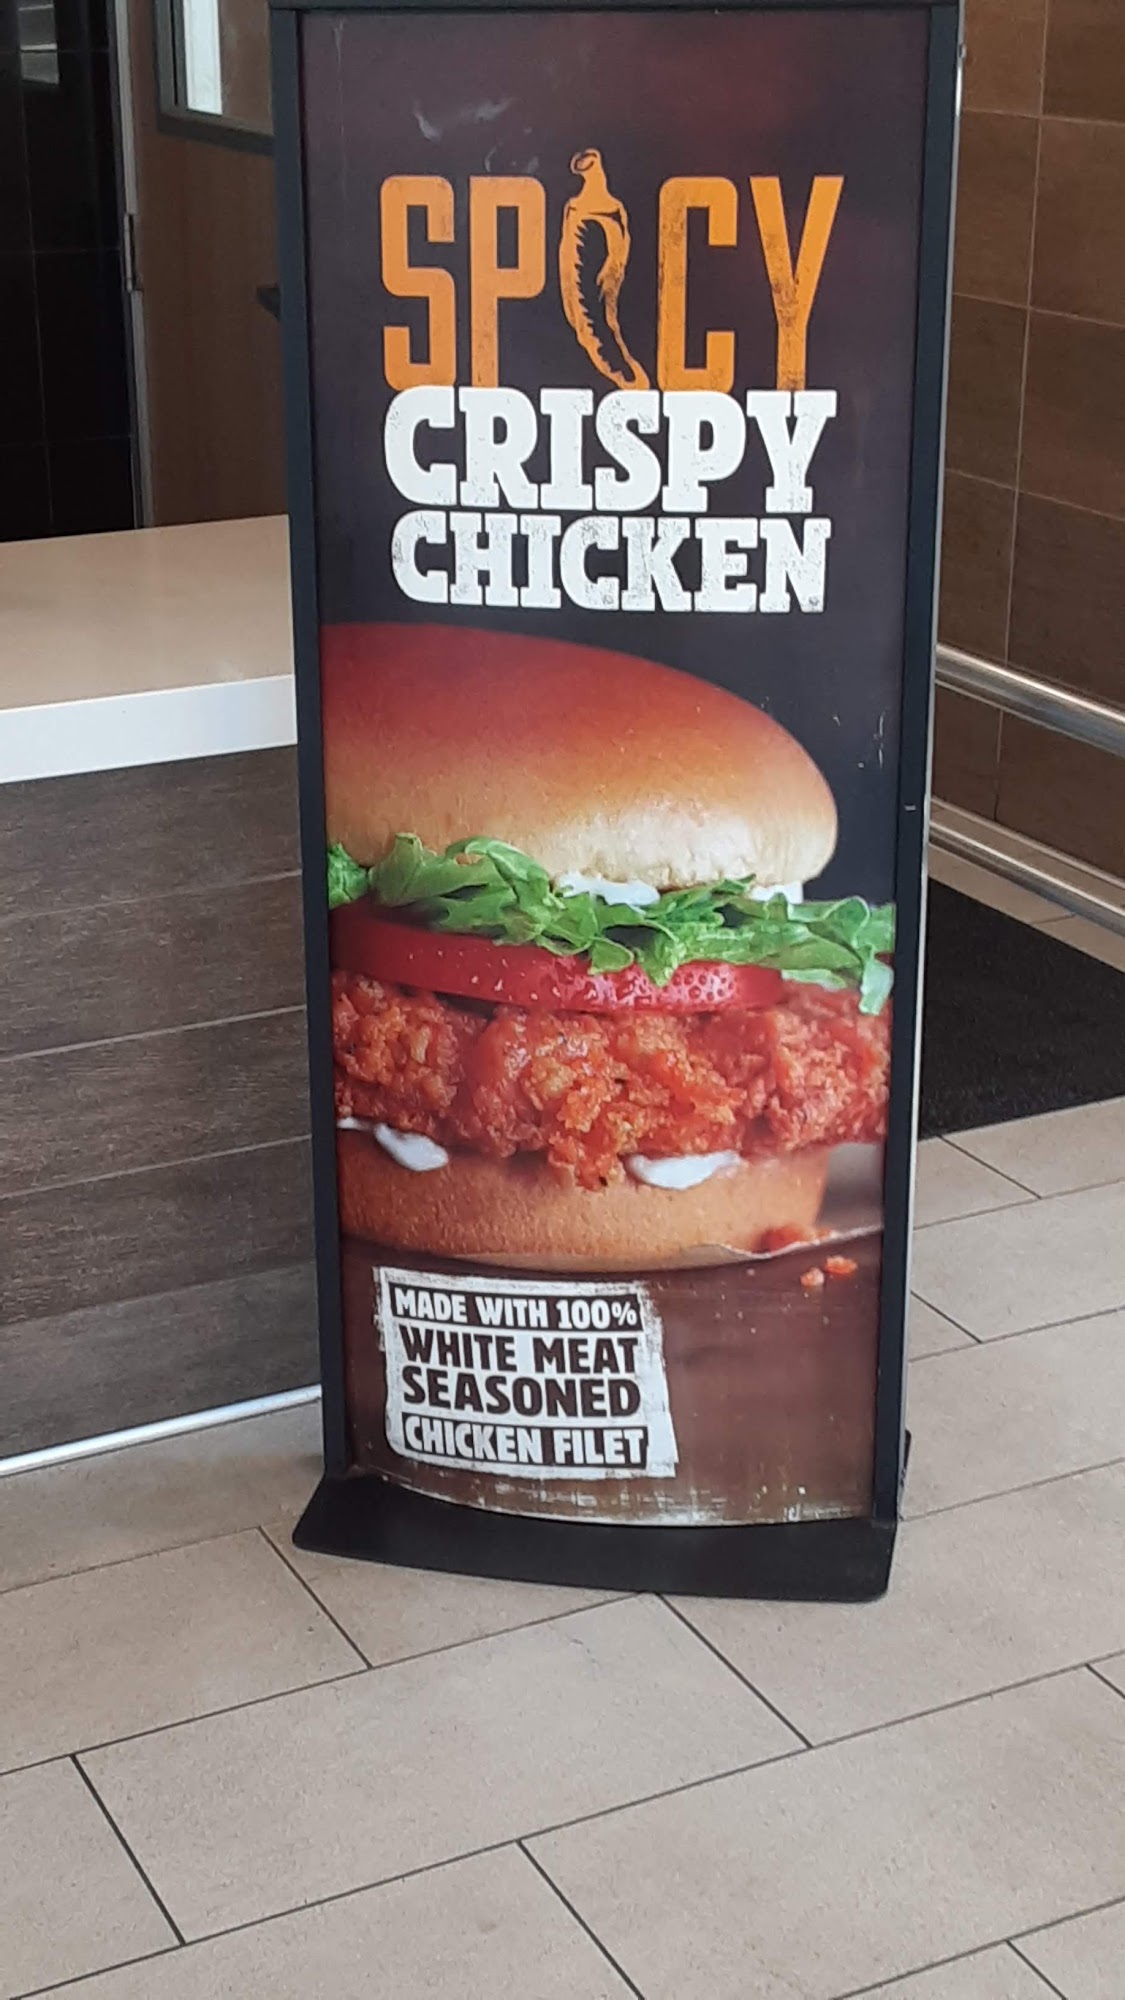 SPICY
CRISPY
CHICKEN
MADE WITH 100%
WHITE MEAT
SEASONED
CHICKEN FILET